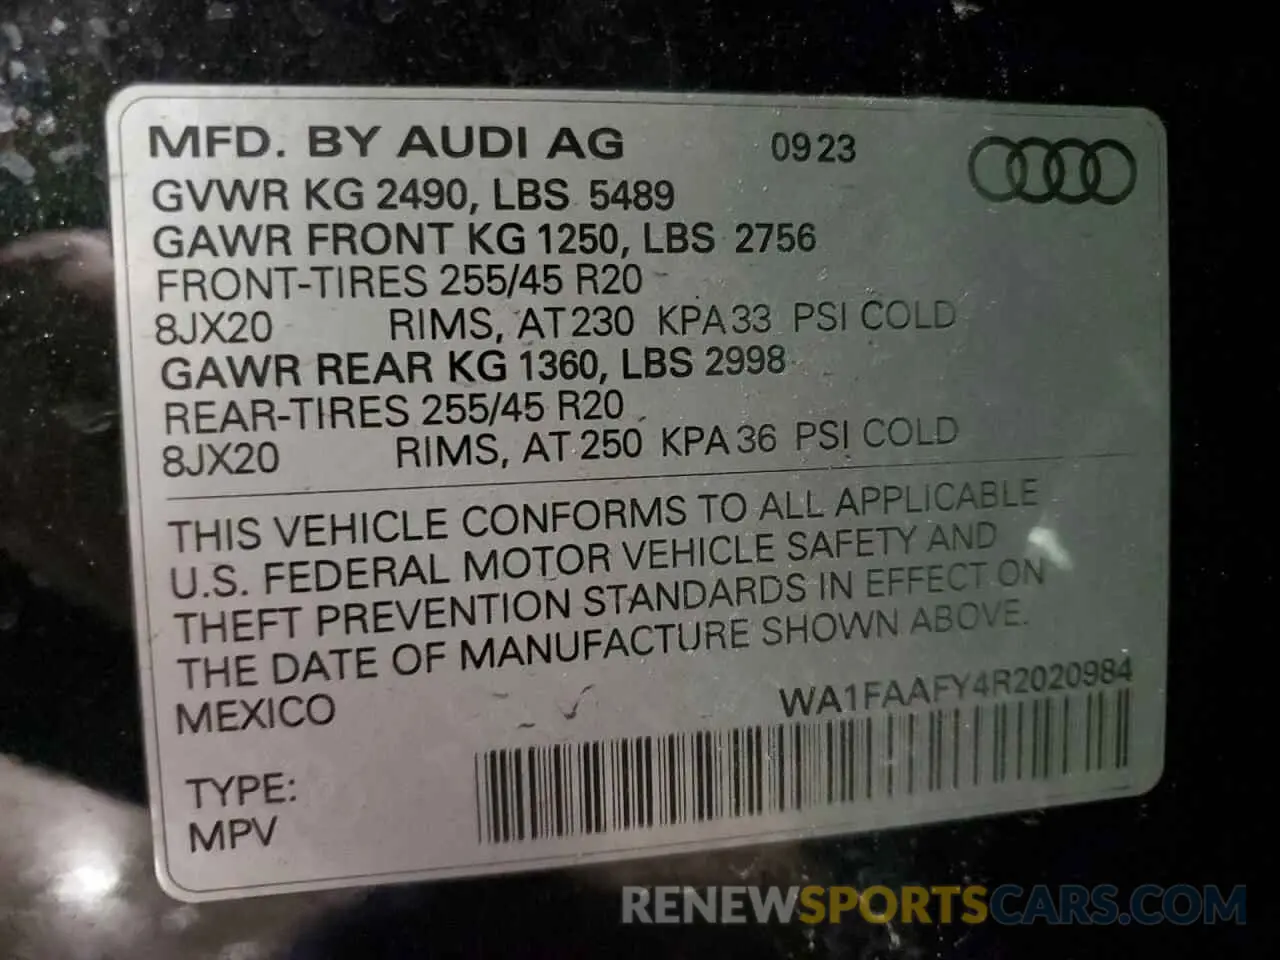 MFD. BY AUDI AG 0923
GVWR KG 2490, LBS 5489
GAWR FRONT KG 1250, LBS 2756
FRONT-TIRES 255/45 R20
8JX20 RIMS, AT 230 KPA 33 PSI COLD
GAWR REAR KG 1360, LBS 2998
REAR-TIRES 255/45 R20
8JX20 RIMS, AT 250 KPA 36 PSI COLD
THIS VEHICLE CONFORMS TO ALL APPLICABLE
U.S. FEDERAL MOTOR VEHICLE SAFETY AND
THEFT PREVENTION STANDARDS IN EFFECT ON
THE DATE OF MANUFACTURE SHOWN ABOVE.
MEXICO WA1FAAFY4R2020984
TYPE:
MPV
RENEWSPORTSCARS.COM